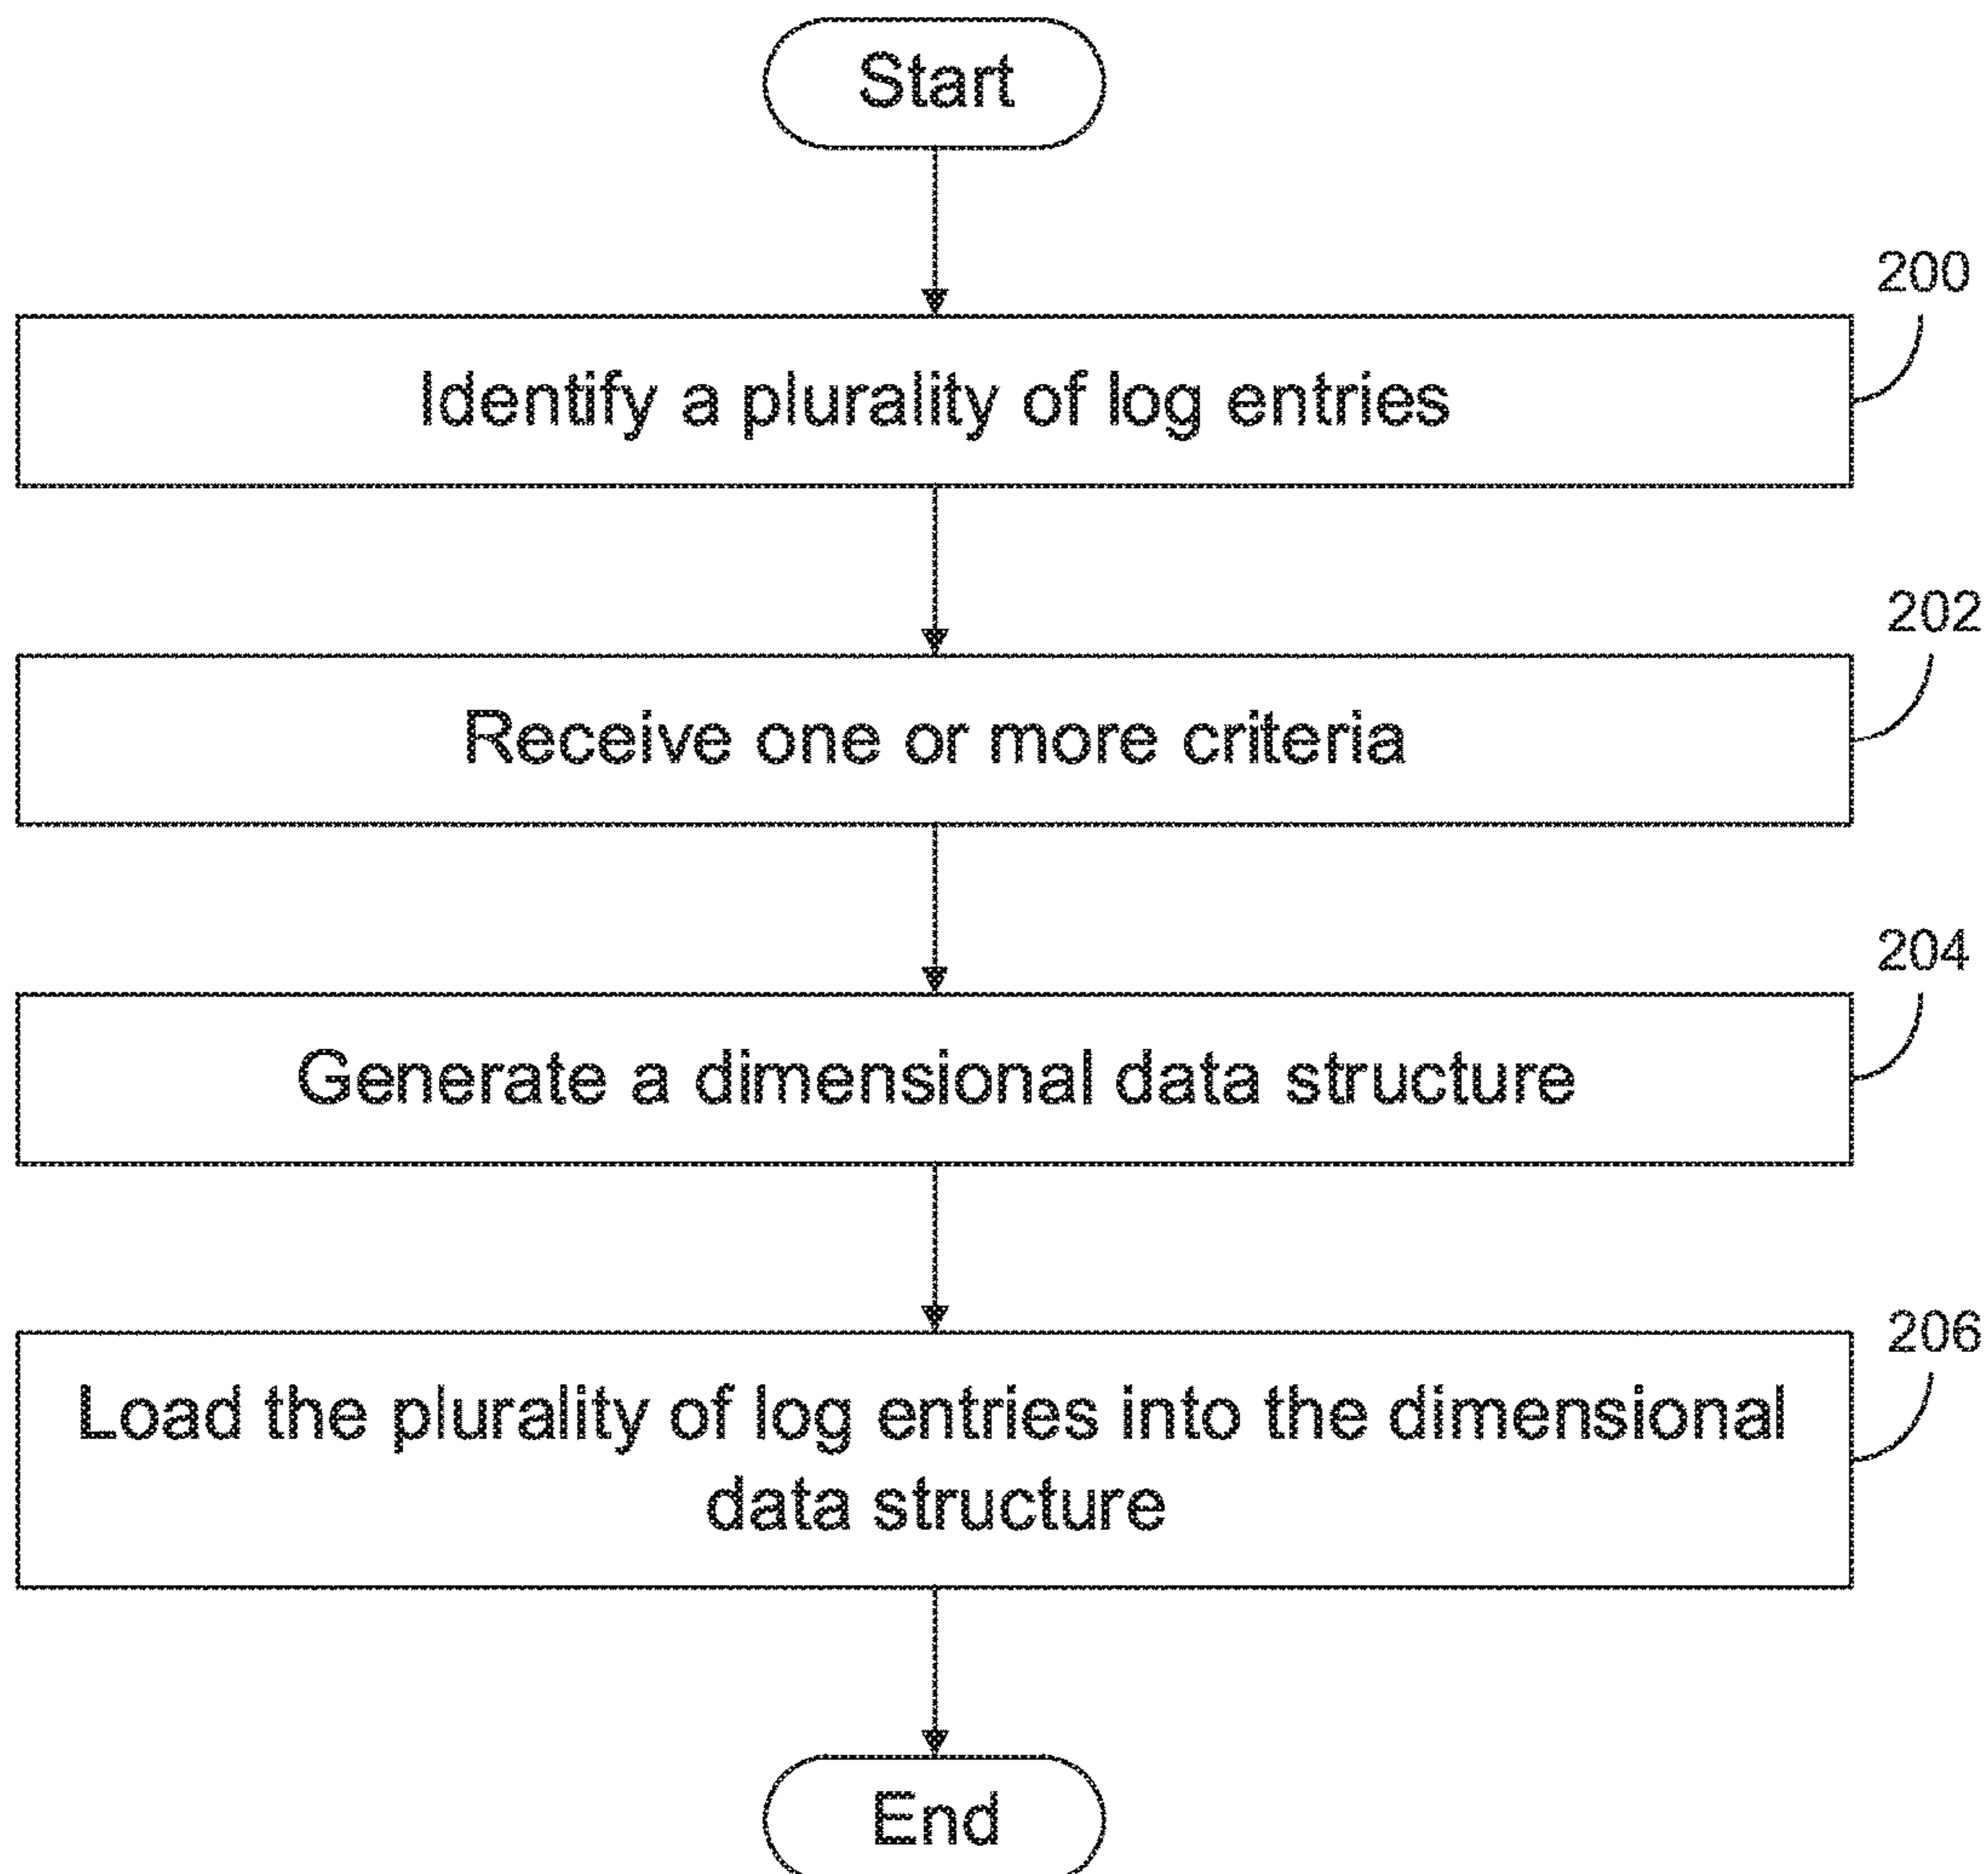 Start
200
Identify a plurality of log entries
202
Receive one or more criteria
204
Generate a dimensional data structure
206
Load the plurality of log entries into the dimensional
data structure
End